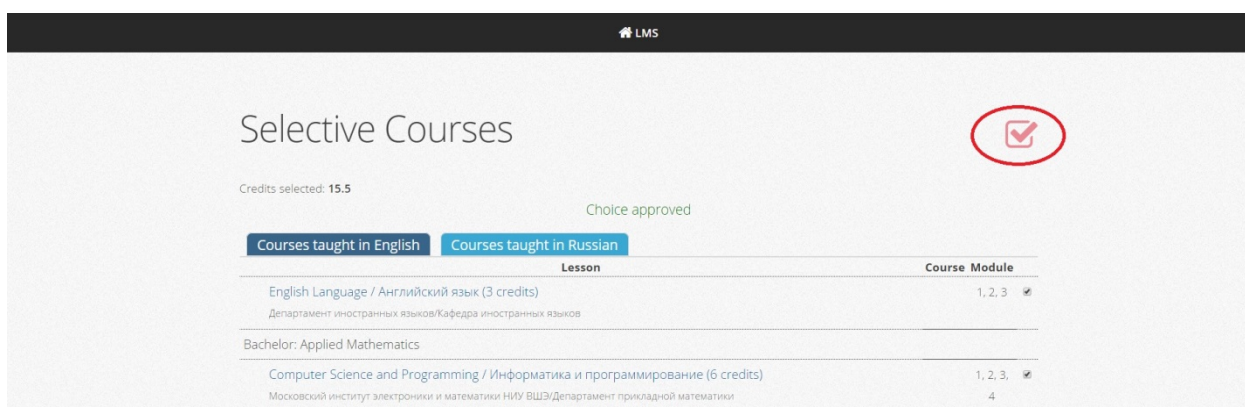 LMS
Selective Courses
Credits selected: 15.5
Choice approved
Courses taught in English Courses taught in Russian
Lesson Course Module
English Language / Английский язык (3 credits) 1, 2, 3
Департамент иностранных языков/Кафедра иностранных языков
Bachelor: Applied Mathematics
Computer Science and Programming / Информатика и программирование (6 credits) 1, 2, 3,
Московский институт электроники и математики НИУ ВШЭ/Департамент прикладной математики 4